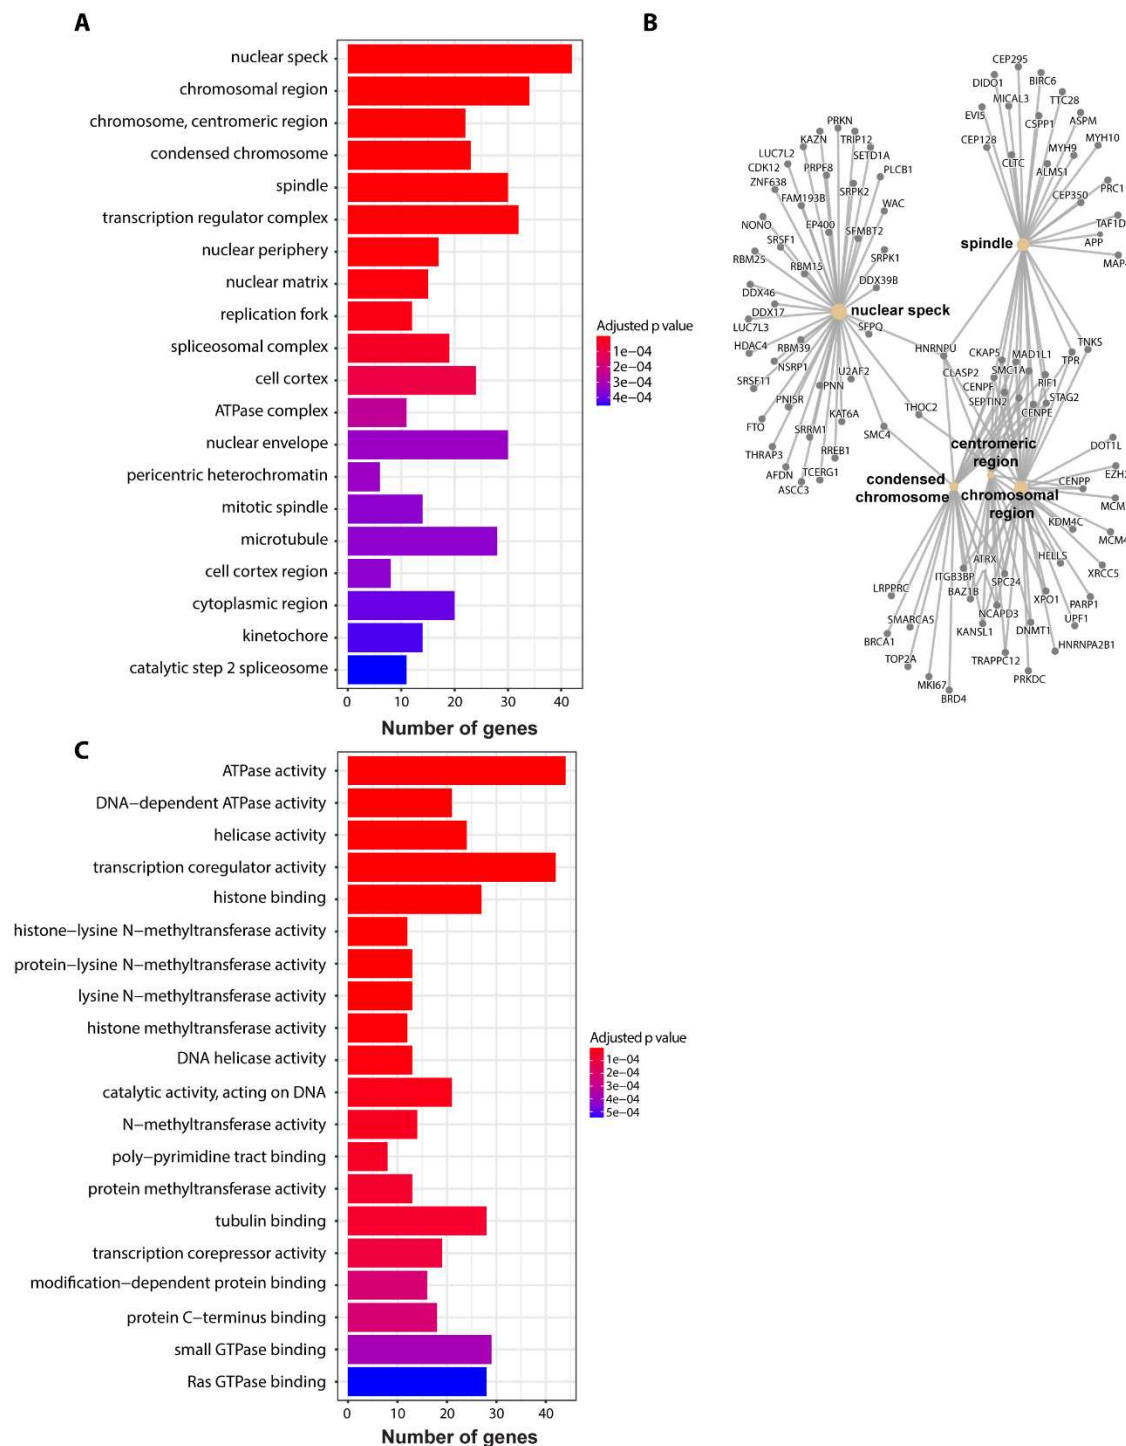 A
nuclear speck
chromosomal region
chromosome, centromeric region
condensed chromosome
spindle
transcription regulator complex
nuclear periphery
nuclear matrix
replication fork
spliceosomal complex
cell cortex
ATPase complex
nuclear envelope
pericentric heterochromatin
mitotic spindle
microtubule
cell cortex region
cytoplasmic region
kinetochore
catalytic step 2 spliceosome
0 10 20 30 40
Number of genes
Adjusted p value
1e−04
2e−04
3e−04
4e−04
B
CEP295
DIDO1
BIRC6
MICAL3
TTC28
EVI5
CSPP1
ASPM
CEP128
MYH10
MYH9
CLTC
ALMS1
PRC1
CEP350
TAF1D
APP
MAP4
spindle
PRKN
KAZN
TRIP12
LUC7L2
SETD1A
CDK12
PRPF8
PLCB1
ZNF638
SRPK2
FAM193B
WAC
NONO
EP400
SFMBT2
SRSF1
RBM25
SRPK1
RBM15
DDX39B
DDX46
DDX17
nuclear speck
LUC7L3
SFPQ
HDAC4
RBM39
HNRNPU
NSRP1
U2AF2
SRSF11
PNN
PNISR
THOC2
FTO
SRRM1
KAT6A
SMC4
THRAP3
RREB1
AFDN
TCERG1
ASCC3
CKAP5
MAD1L1
TNKS
TPR
CLASP2
SMC1A
RIF1
CENPF
STAG2
SEPTIN2
CENPE
centromeric
region
condensed
chromosome
chromosomal
region
DOT1L
EZH2
CENPP
MCM
KDM4C
MCM4
ATRX
HELLS
XRCC5
ITGB3BP
SPC24
LRPPRC
BAZ1B
XPO1
PARP1
NCAPD3
UPF1
SMARCA5
KANSL1
DNMT1
BRCA1
HNRNPA2B1
TOP2A
TRAPPC12
PRKDC
MKI67
BRD4
C
ATPase activity
DNA−dependent ATPase activity
helicase activity
transcription coregulator activity
histone binding
histone−lysine N−methyltransferase activity
protein−lysine N−methyltransferase activity
lysine N−methyltransferase activity
histone methyltransferase activity
DNA helicase activity
catalytic activity, acting on DNA
N−methyltransferase activity
poly−pyrimidine tract binding
protein methyltransferase activity
tubulin binding
transcription corepressor activity
modification−dependent protein binding
protein C−terminus binding
small GTPase binding
Ras GTPase binding
0 10 20 30 40
Number of genes
Adjusted p value
1e−04
2e−04
3e−04
4e−04
5e−04